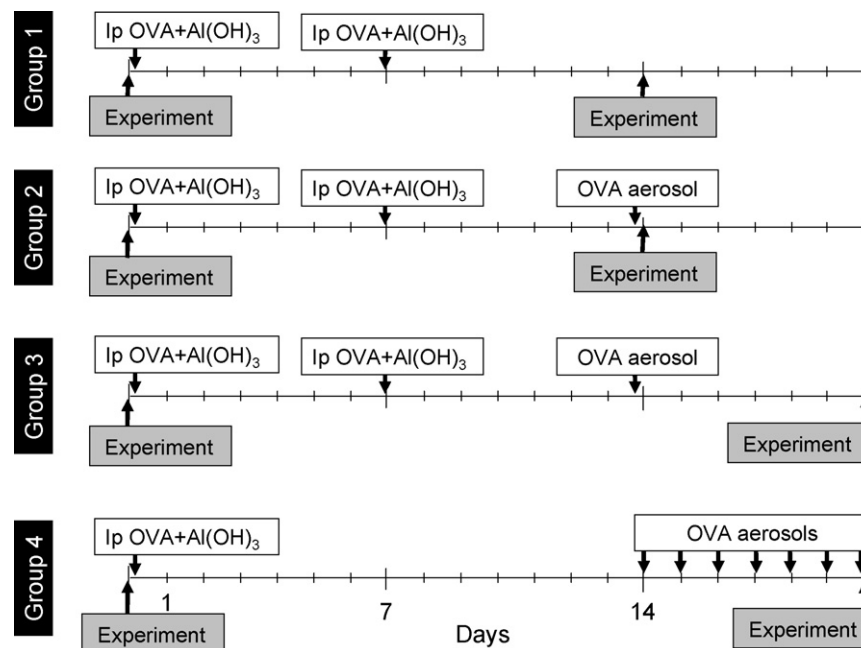 Group 1
Ip OVA+Al(OH)₃ Ip OVA+Al(OH)₃
Experiment Experiment
Group 2
Ip OVA+Al(OH)₃ Ip OVA+Al(OH)₃ OVA aerosol
Experiment Experiment
Group 3
Ip OVA+Al(OH)₃ Ip OVA+Al(OH)₃ OVA aerosol
Experiment Experiment
Group 4
Ip OVA+Al(OH)₃ OVA aerosols
1 7 14
Experiment Days Experiment